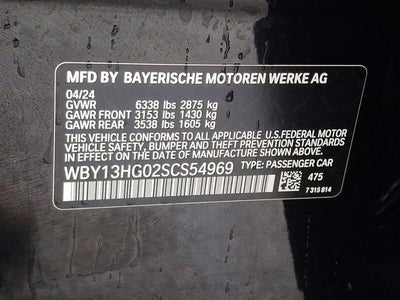 MFD BY BAYERISCHE MOTOREN WERKE AG
04/24
GVWR 6338 lbs 2875 kg
GAWR FRONT 3153 lbs 1430 kg
GAWR REAR 3538 lbs 1605 kg
THIS VEHICLE CONFORMS TO ALL APPLICABLE U.S. FEDERAL MOTOR
VEHICLE SAFETY, BUMPER AND THEFT PREVENTION STANDARDS
IN EFFECT ON THE DATE OF MANUFACTURE SHOWN ABOVE.
WBY13HG02SCS54969 TYPE: PASSENGER CAR
475
7 315 814